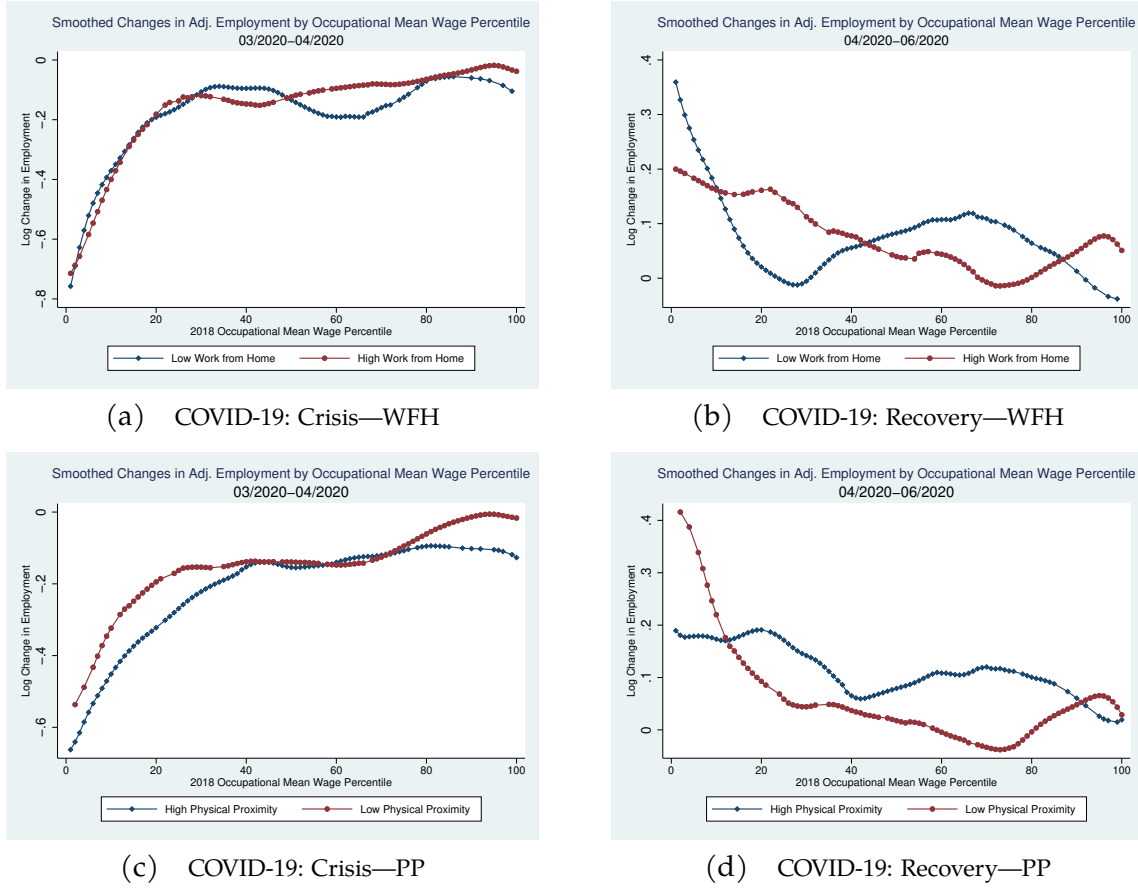 Smoothed Changes in Adj. Employment by Occupational Mean Wage Percentile
03/2020−04/2020
Log Change in Employment
0
−.2
−.4
−.6
−.8
0 20 40 60 80 100
2018 Occupational Mean Wage Percentile
Low Work from Home High Work from Home
(a) COVID-19: Crisis—WFH
Smoothed Changes in Adj. Employment by Occupational Mean Wage Percentile
04/2020−06/2020
Log Change in Employment
.4
.3
.2
.1
0
0 20 40 60 80 100
2018 Occupational Mean Wage Percentile
Low Work from Home High Work from Home
(b) COVID-19: Recovery—WFH
Smoothed Changes in Adj. Employment by Occupational Mean Wage Percentile
03/2020−04/2020
Log Change in Employment
0
−.2
−.4
−.6
0 20 40 60 80 100
2018 Occupational Mean Wage Percentile
High Physical Proximity Low Physical Proximity
(c) COVID-19: Crisis—PP
Smoothed Changes in Adj. Employment by Occupational Mean Wage Percentile
04/2020−06/2020
Log Change in Employment
.4
.3
.2
.1
0
0 20 40 60 80 100
2018 Occupational Mean Wage Percentile
High Physical Proximity Low Physical Proximity
(d) COVID-19: Recovery—PP